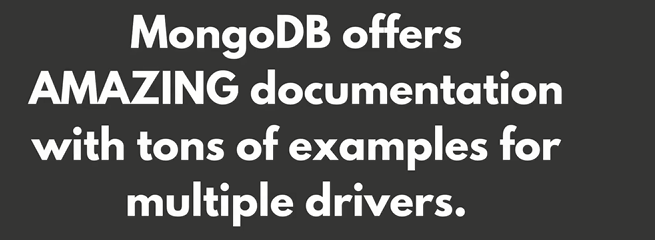 MongoDB offers
AMAZING documentation
with tons of examples for
multiple drivers.